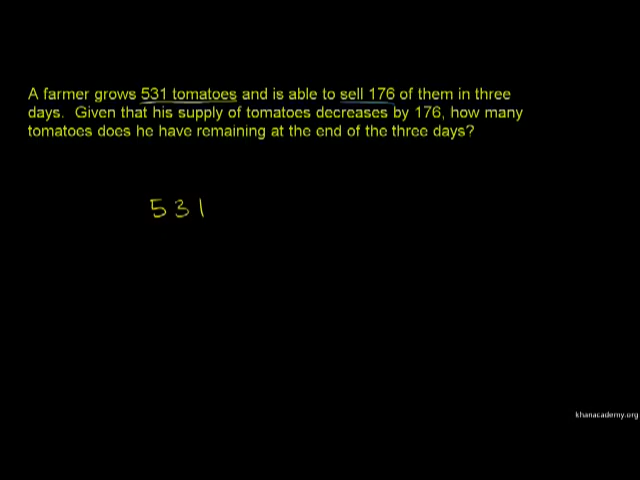 A farmer grows 531 tomatoes and is able to sell 176 of them in three
days.  Given that his supply of tomatoes decreases by 176, how many
tomatoes does he have remaining at the end of the three days?
531
khanacademy.org